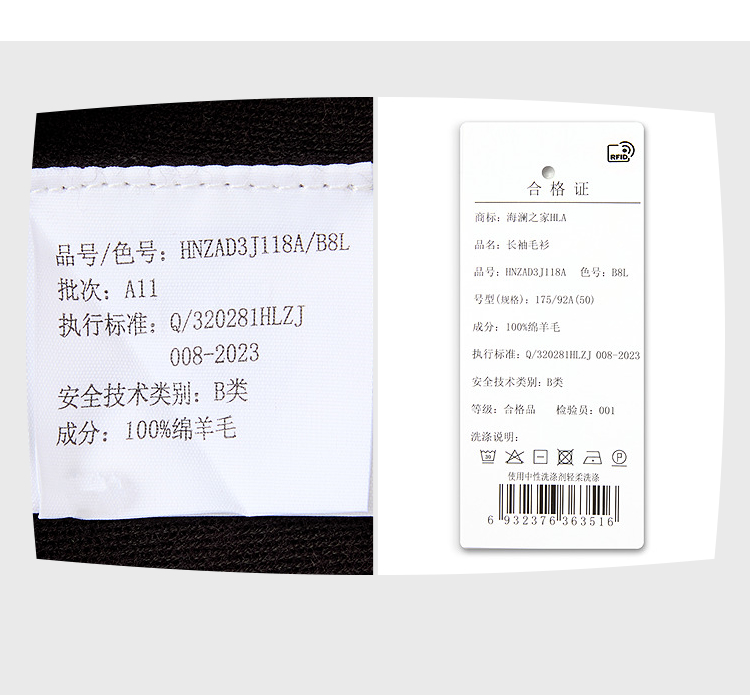 品号/色号：HNZAD3J118A/B8L
批次：A11
执行标准：Q/320281HLZJ
008-2023
安全技术类别：B类
成分：100%绵羊毛
RFID
合格证
商标：海澜之家HLA
品名：长袖毛衫
品号：HNZAD3J118A 色号：B8L
号型(规格)：175/92A(50)
成分：100%绵羊毛
执行标准：Q/320281HLZJ 008-2023
安全技术类别：B类
等级：合格品 检验员：001
洗涤说明：
30
P
使用中性洗涤剂轻柔洗涤
6 932376 363516